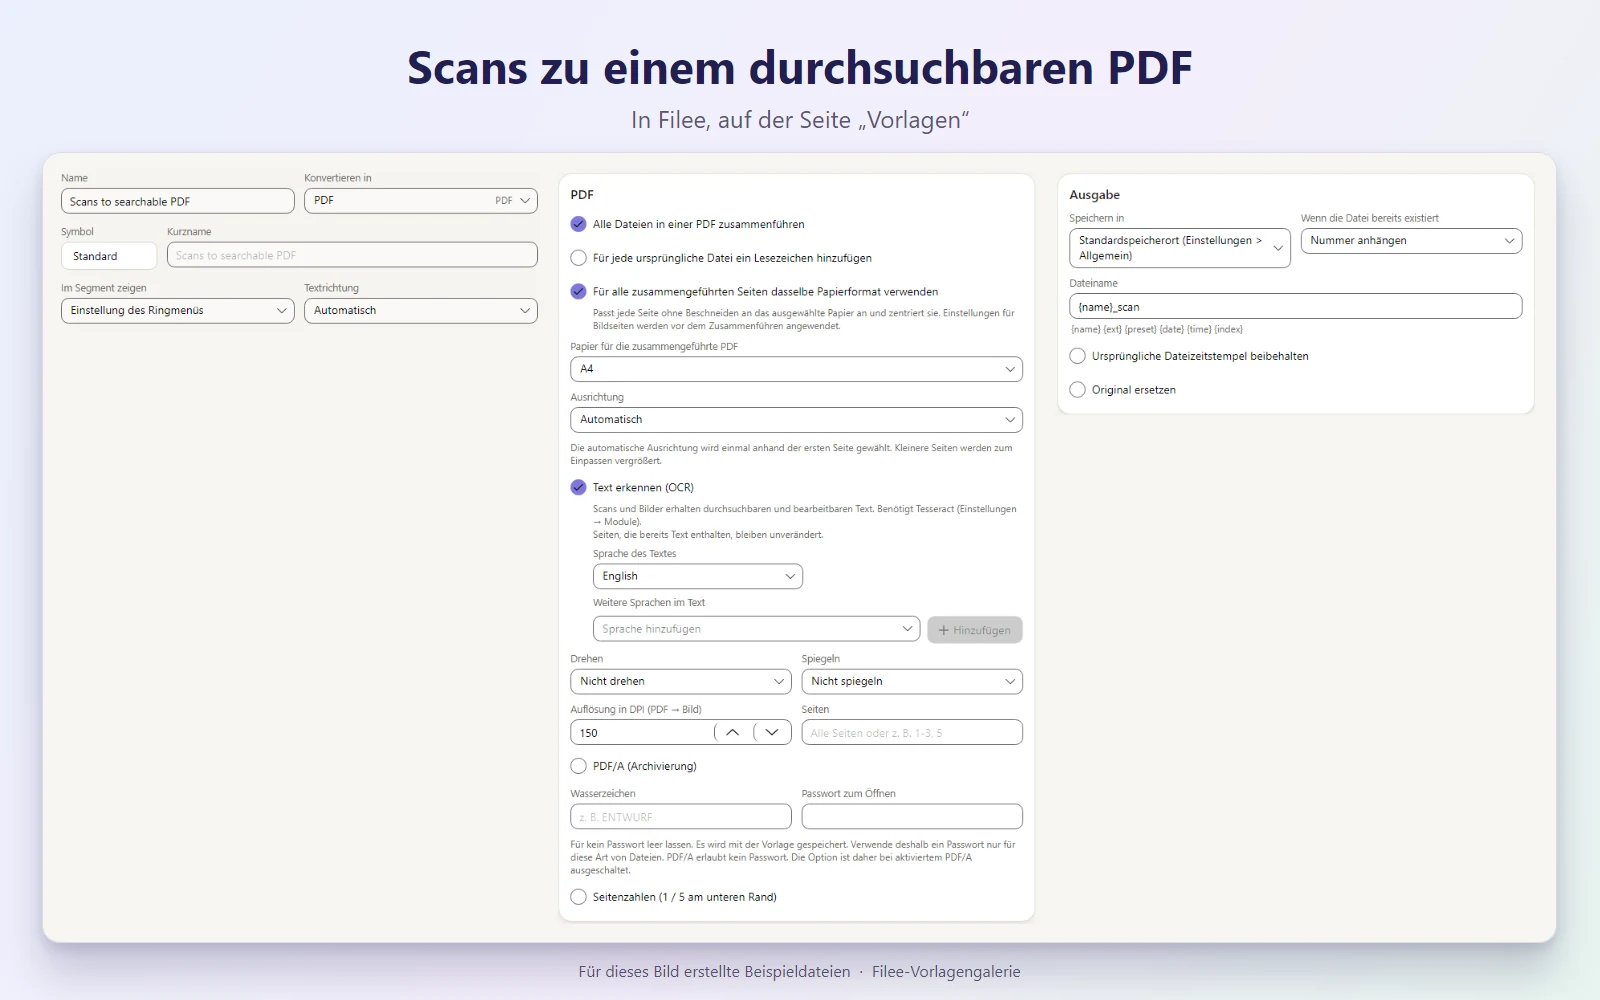 Scans zu einem durchsuchbaren PDF
In Filee, auf der Seite „Vorlagen“
Name
Scans to searchable PDF
Konvertieren in
PDF PDF
Symbol
Standard
Kurzname
Scans to searchable PDF
Im Segment zeigen
Einstellung des Ringmenüs
Textrichtung
Automatisch
PDF
Alle Dateien in einer PDF zusammenführen
Für jede ursprüngliche Datei ein Lesezeichen hinzufügen
Für alle zusammengeführten Seiten dasselbe Papierformat verwenden
Passt jede Seite ohne Beschneiden an das ausgewählte Papier an und zentriert sie. Einstellungen für
Bildseiten werden vor dem Zusammenführen angewendet.
Papier für die zusammengeführte PDF
A4
Ausrichtung
Automatisch
Die automatische Ausrichtung wird einmal anhand der ersten Seite gewählt. Kleinere Seiten werden zum
Einpassen vergrößert.
Text erkennen (OCR)
Scans und Bilder erhalten durchsuchbaren und bearbeitbaren Text. Benötigt Tesseract (Einstellungen
→ Module).
Seiten, die bereits Text enthalten, bleiben unverändert.
Sprache des Textes
English
Weitere Sprachen im Text
Sprache hinzufügen
+ Hinzufügen
Drehen
Nicht drehen
Spiegeln
Nicht spiegeln
Auflösung in DPI (PDF → Bild)
150
Seiten
Alle Seiten oder z. B. 1-3, 5
PDF/A (Archivierung)
Wasserzeichen
z. B. ENTWURF
Passwort zum Öffnen
Für kein Passwort leer lassen. Es wird mit der Vorlage gespeichert. Verwende deshalb ein Passwort nur für
diese Art von Dateien. PDF/A erlaubt kein Passwort. Die Option ist daher bei aktiviertem PDF/A
ausgeschaltet.
Seitenzahlen (1 / 5 am unteren Rand)
Ausgabe
Speichern in
Standardspeicherort (Einstellungen >
Allgemein)
Wenn die Datei bereits existiert
Nummer anhängen
Dateiname
{name}_scan
{name} {ext} {preset} {date} {time} {index}
Ursprüngliche Dateizeitstempel beibehalten
Original ersetzen
Für dieses Bild erstellte Beispieldateien · Filee-Vorlagengalerie